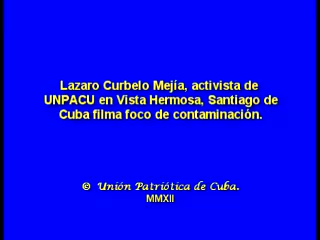 Lazaro Curbelo Mejía, activista de
UNPACU en Vista Hermosa, Santiago de
Cuba filma foco de contaminación.
© Unión Patriótica de Cuba.
MMXII